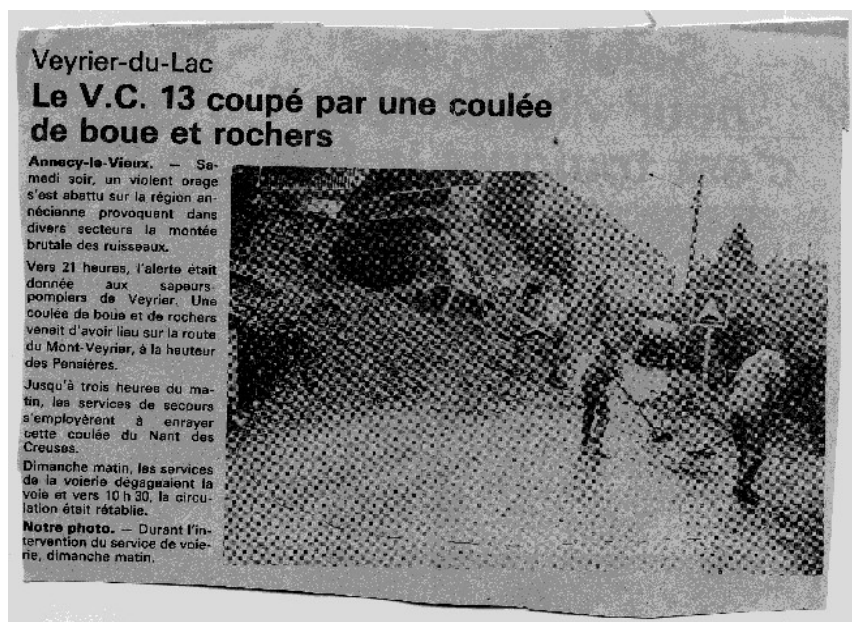 Veyrier-du-Lac
Le V.C. 13 coupé par une coulée
de boue et rochers
Annecy-le-Vieux. — Sa-
medi soir, un violent orage
s'est abattu sur la région an-
nécienne provoquant dans
divers secteurs la montée
brutale des ruisseaux.
Vers 21 heures, l'alerte était
donnée aux sapeurs-
pompiers de Veyrier. Une
coulée de boue et de rochers
venait d'avoir lieu sur la route
du Mont-Veyrier, à la hauteur
des Pensières.
Jusqu'à trois heures du ma-
tin, les services de secours
s'employèrent à enrayer
cette coulée du Nant des
Creuses.
Dimanche matin, les services
de la voierie dégageaient la
voie et vers 10 h 30, la circu-
lation était rétablie.
Notre photo. — Durant l'in-
tervention du service de voie-
rie, dimanche matin.